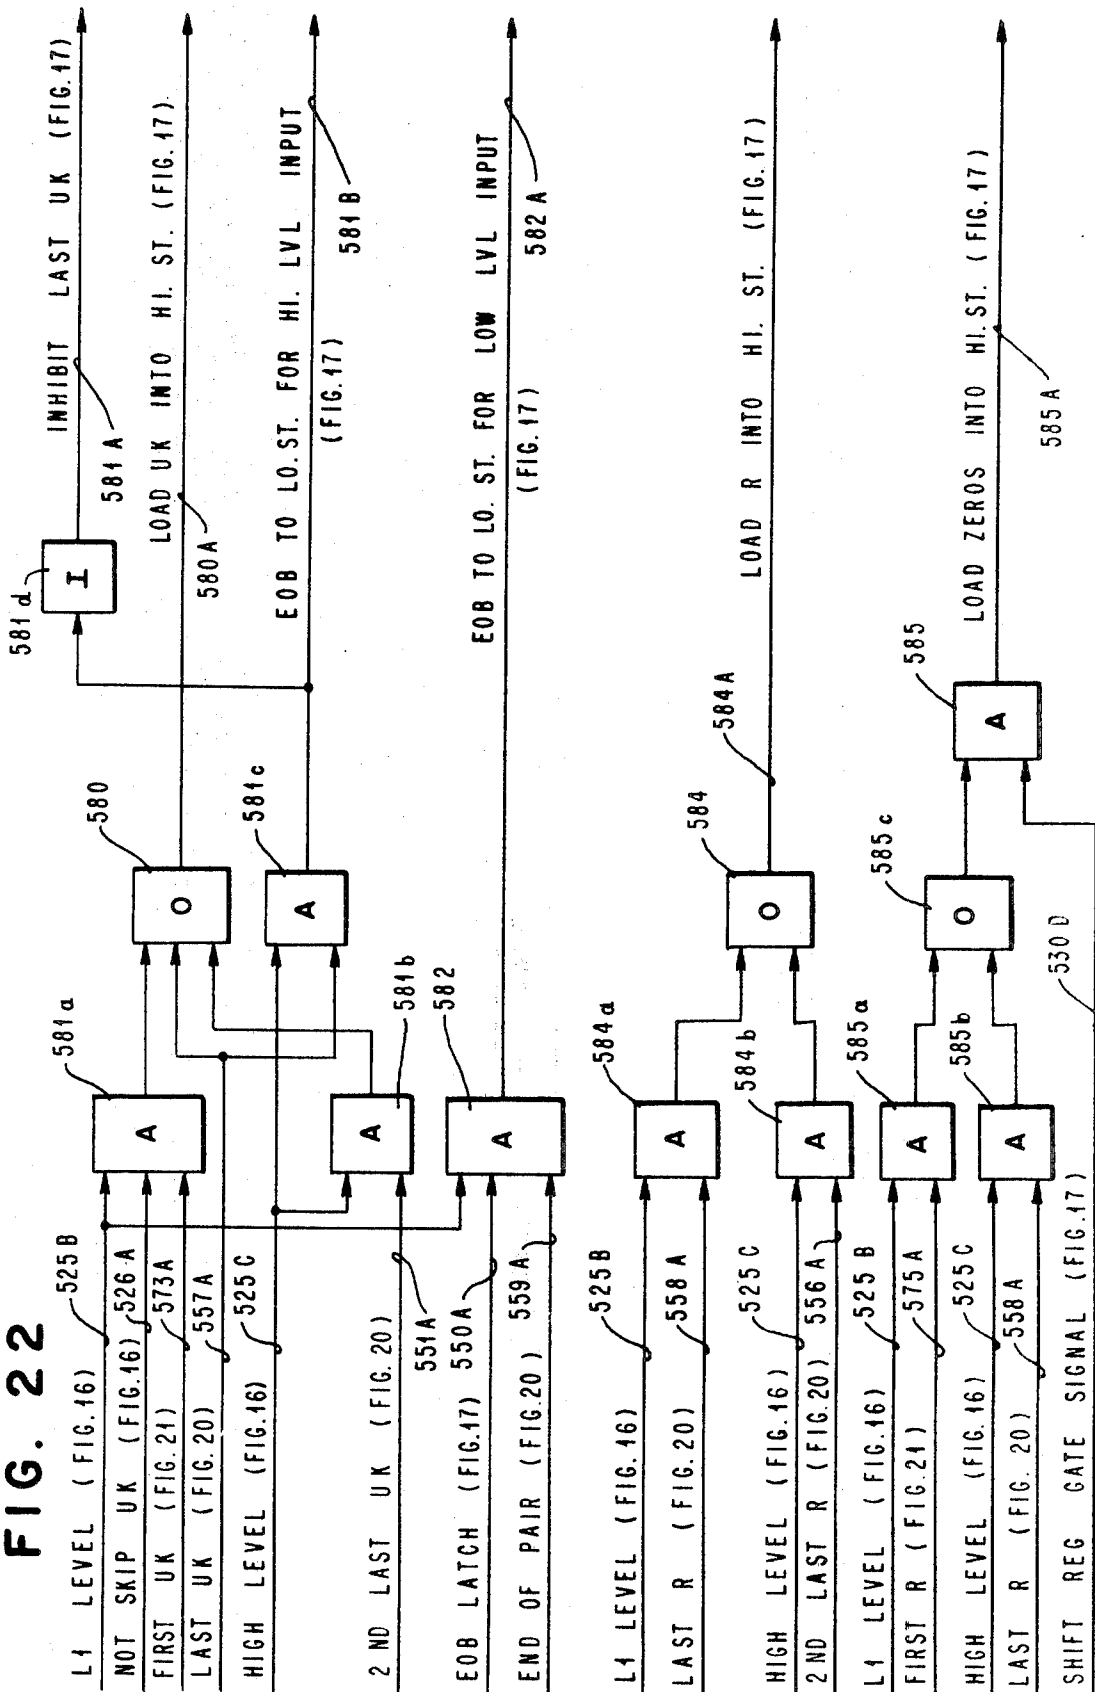 FIG. 22
L1 LEVEL (FIG.16)
525B
NOT SKIP UK (FIG.16)
526A
FIRST UK (FIG.21)
573A
LAST UK (FIG.20)
557A
HIGH LEVEL (FIG.16)
525C
2ND LAST UK (FIG.20)
551A
EOB LATCH (FIG.17)
550A
END OF PAIR (FIG.20)
559A
L1 LEVEL (FIG.16)
525B
LAST R (FIG.20)
558A
HIGH LEVEL (FIG.16)
525C
2ND LAST R (FIG.20)
556A
L1 LEVEL (FIG.16)
525B
FIRST R (FIG.21)
575A
HIGH LEVEL (FIG.16)
525C
LAST R (FIG.20)
558A
SHIFT REG GATE SIGNAL (FIG.17)
530D
A
581a
A
581b
A
582
A
584a
A
584b
A
585a
A
585b
O
580
A
581c
O
584
O
585c
A
585
I
581d
INHIBIT LAST UK (FIG.17)
581A
LOAD UK INTO HI. ST. (FIG.17)
580A
EOB TO LO.ST. FOR HI. LVL INPUT
(FIG.17)
581B
EOB TO LO. ST. FOR LOW LVL INPUT
(FIG.17)
582A
LOAD R INTO HI. ST. (FIG.17)
584A
LOAD ZEROS INTO HI.ST. (FIG.17)
585A